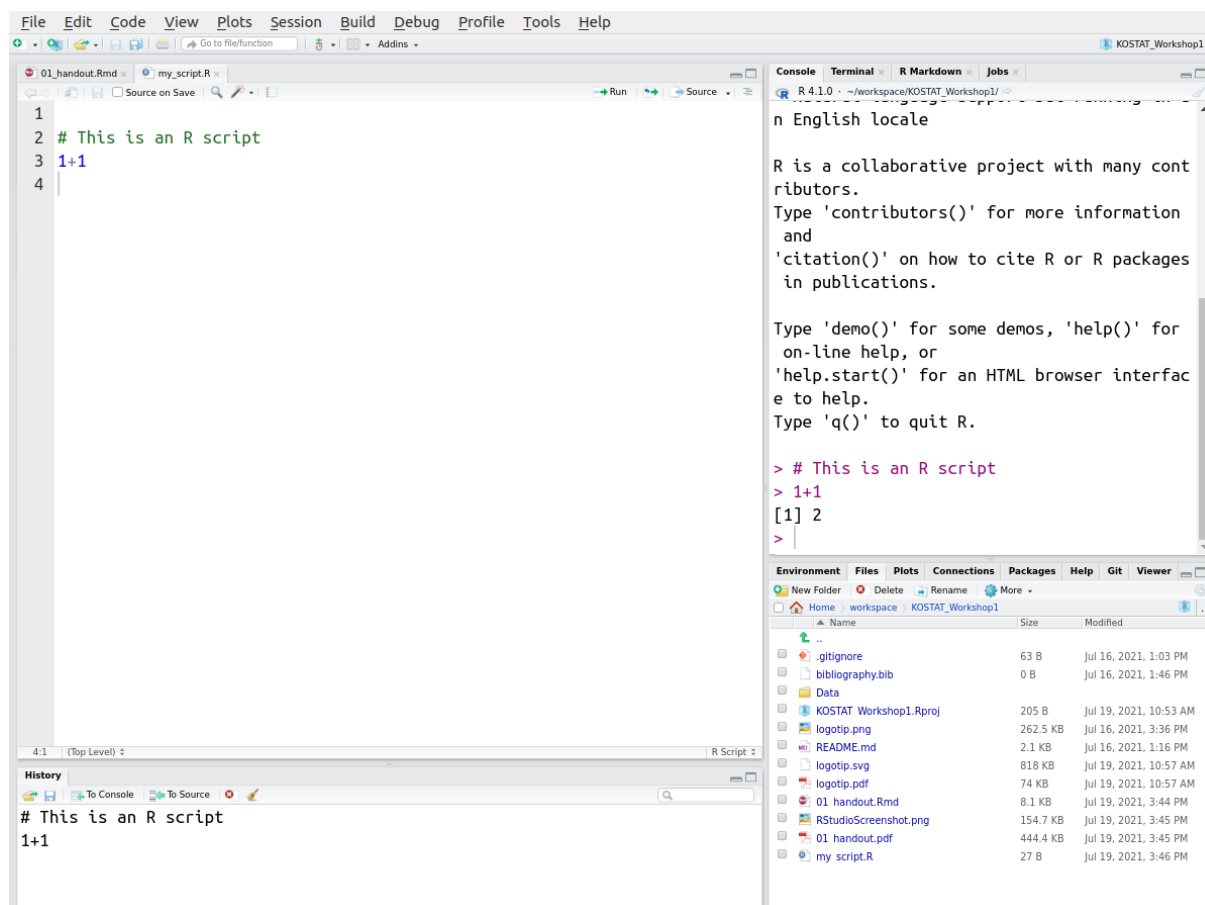 File Edit Code View Plots Session Build Debug Profile Tools Help
Go to file/function Addins KOSTAT_Workshop1
01_handout.Rmd my_script.R
Source on Save Run Source
1
2 # This is an R script
3 1+1
4
4:1 (Top Level) R Script
History
To Console To Source
# This is an R script
1+1
Console Terminal R Markdown Jobs
R 4.1.0 · ~/workspace/KOSTAT_Workshop1/
n English locale
R is a collaborative project with many cont
ributors.
Type 'contributors()' for more information
and
'citation()' on how to cite R or R packages
in publications.
Type 'demo()' for some demos, 'help()' for
on-line help, or
'help.start()' for an HTML browser interfac
e to help.
Type 'q()' to quit R.
> # This is an R script
> 1+1
[1] 2
>
Environment Files Plots Connections Packages Help Git Viewer
New Folder Delete Rename More
Home workspace KOSTAT_Workshop1
Name Size Modified
..
.gitignore 63 B Jul 16, 2021, 1:03 PM
bibliography.bib 0 B Jul 16, 2021, 1:46 PM
Data
KOSTAT_Workshop1.Rproj 205 B Jul 19, 2021, 10:53 AM
logotip.png 262.5 KB Jul 16, 2021, 3:36 PM
README.md 2.1 KB Jul 16, 2021, 1:16 PM
logotip.svg 818 KB Jul 19, 2021, 10:57 AM
logotip.pdf 74 KB Jul 19, 2021, 10:57 AM
01_handout.Rmd 8.1 KB Jul 19, 2021, 3:44 PM
RStudioScreenshot.png 154.7 KB Jul 19, 2021, 3:45 PM
01_handout.pdf 444.4 KB Jul 19, 2021, 3:45 PM
my_script.R 27 B Jul 19, 2021, 3:46 PM